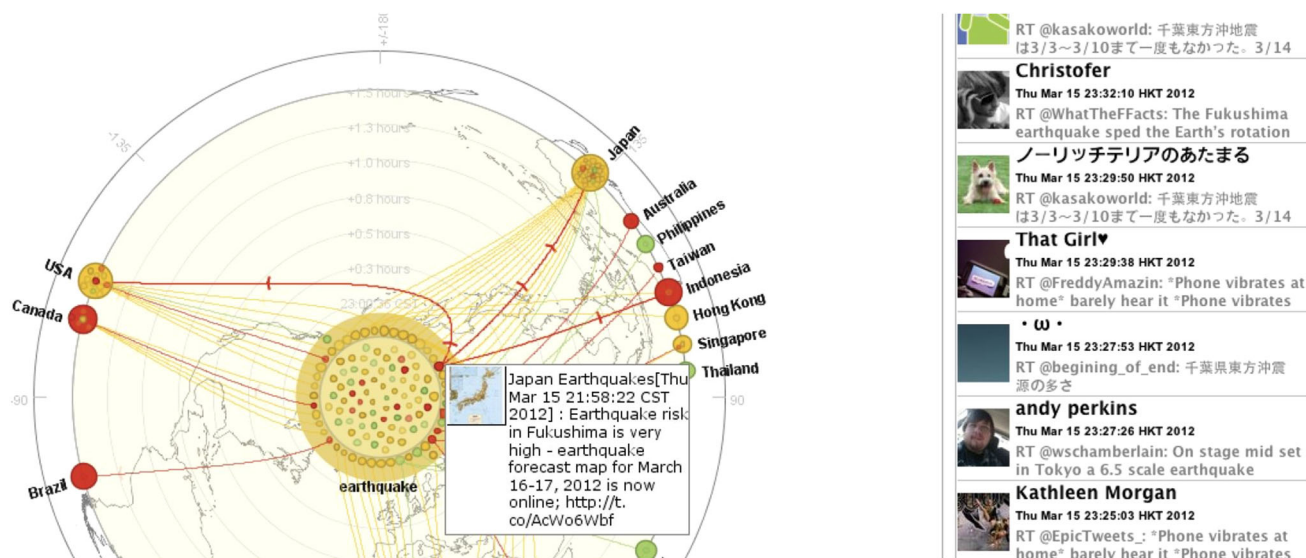 +/-180
-135
135
+1.5 hours
+1.3 hours
+1.0 hours
+0.8 hours
+0.5 hours
+0.3 hours
-90
90
Japan
Australia
Philippines
Taiwan
Indonesia
Hong Kong
Singapore
Thailand
USA
Canada
Brazil
earthquake
Japan Earthquakes[Thu
Mar 15 21:58:22 CST
2012] : Earthquake risk
in Fukushima is very
high - earthquake
forecast map for March
16-17, 2012 is now
online; http://t.
co/AcWo6Wbf
RT @kasakoworld: 千葉東方沖地震
は3/3~3/10まて一度もなかつた。3/14
Christofer
Thu Mar 15 23:32:10 HKT 2012
RT @WhatTheFFacts: The Fukushima
earthquake sped the Earth's rotation
ノーリッチテリアのあたまる
Thu Mar 15 23:29:50 HKT 2012
RT @kasakoworld: 千葉東方沖地震
は3/3~3/10まて一度もなかつた。3/14
That Girl♥
Thu Mar 15 23:29:38 HKT 2012
RT @FreddyAmazin: *Phone vibrates at
home* barely hear it *Phone vibrates
・ω・
Thu Mar 15 23:27:53 HKT 2012
RT @begining_of_end: 千葉県東方沖震
源の多さ
andy perkins
Thu Mar 15 23:27:26 HKT 2012
RT @wschamberlain: On stage mid set
in Tokyo a 6.5 scale earthquake
Kathleen Morgan
Thu Mar 15 23:25:03 HKT 2012
RT @EpicTweets_: *Phone vibrates at
home* barely hear it *Phone vibrates